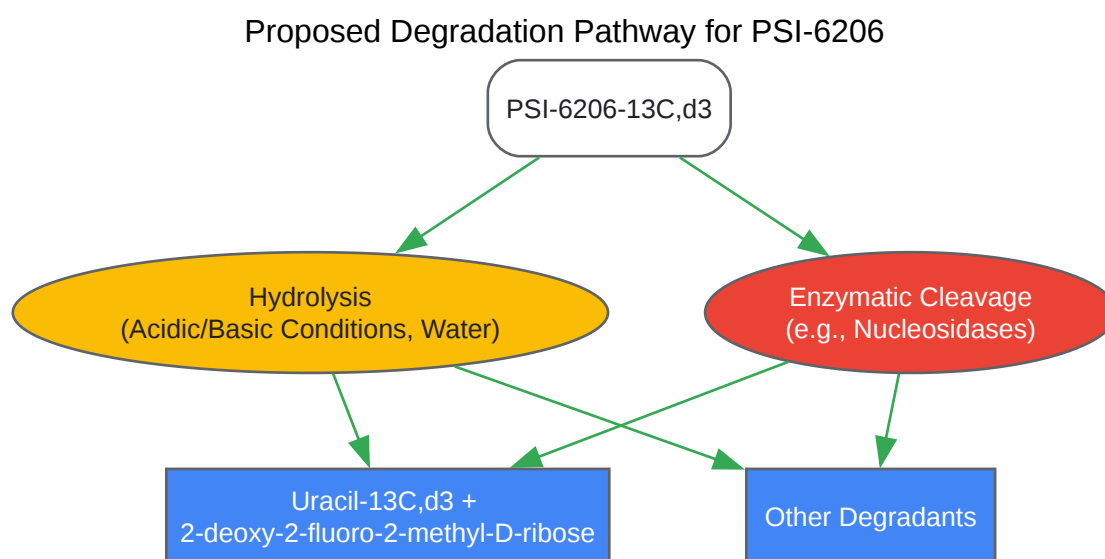 Proposed Degradation Pathway for PSI-6206
PSI-6206-13C,d3
Hydrolysis
(Acidic/Basic Conditions, Water)
Enzymatic Cleavage
(e.g., Nucleosidases)
Uracil-13C,d3 +
2-deoxy-2-fluoro-2-methyl-D-ribose
Other Degradants